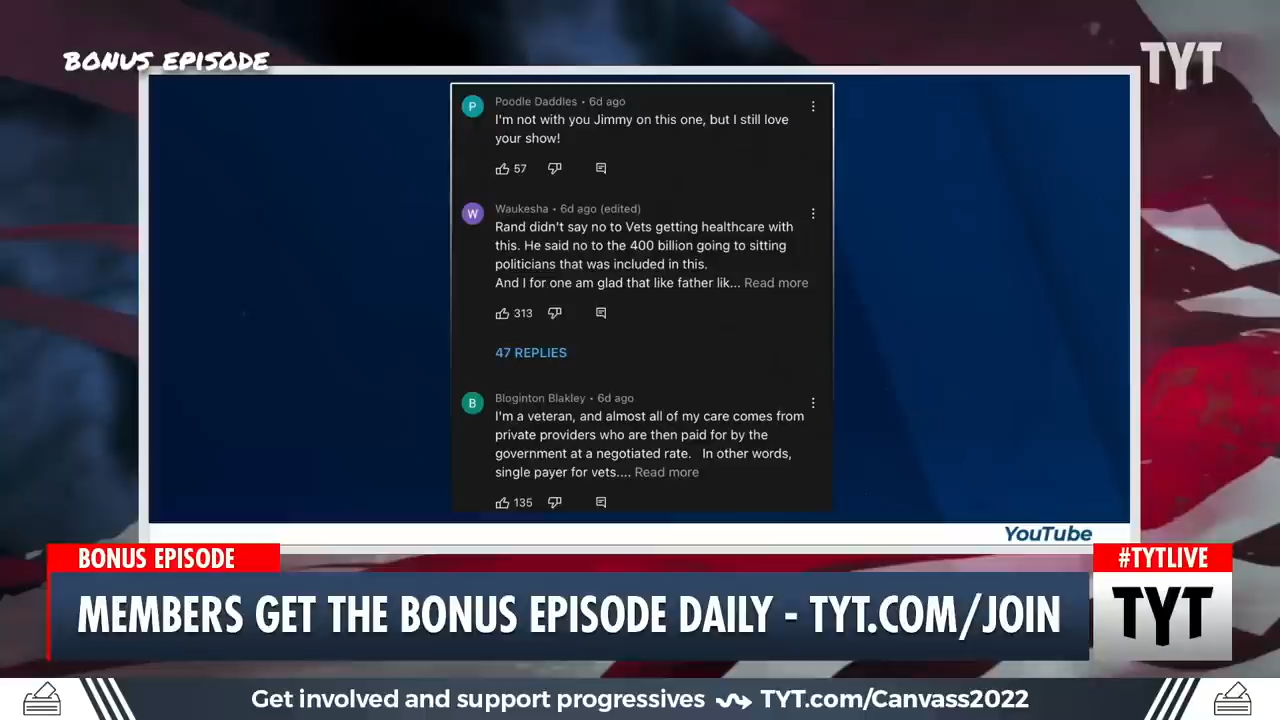 BONUS EPISODE
TYT
P
Poodle Daddles • 6d ago
I'm not with you Jimmy on this one, but I still love
your show!
57
W
Waukesha • 6d ago (edited)
Rand didn't say no to Vets getting healthcare with
this. He said no to the 400 billion going to sitting
politicians that was included in this.
And I for one am glad that like father lik... Read more
313
47 REPLIES
B
Bloginton Blakley • 6d ago
I'm a veteran, and almost all of my care comes from
private providers who are then paid for by the
government at a negotiated rate. In other words,
single payer for vets.... Read more
135
YouTube
BONUS EPISODE
#TYTLIVE
MEMBERS GET THE BONUS EPISODE DAILY - TYT.COM/JOIN
TYT
Get involved and support progressives TYT.com/Canvass2022